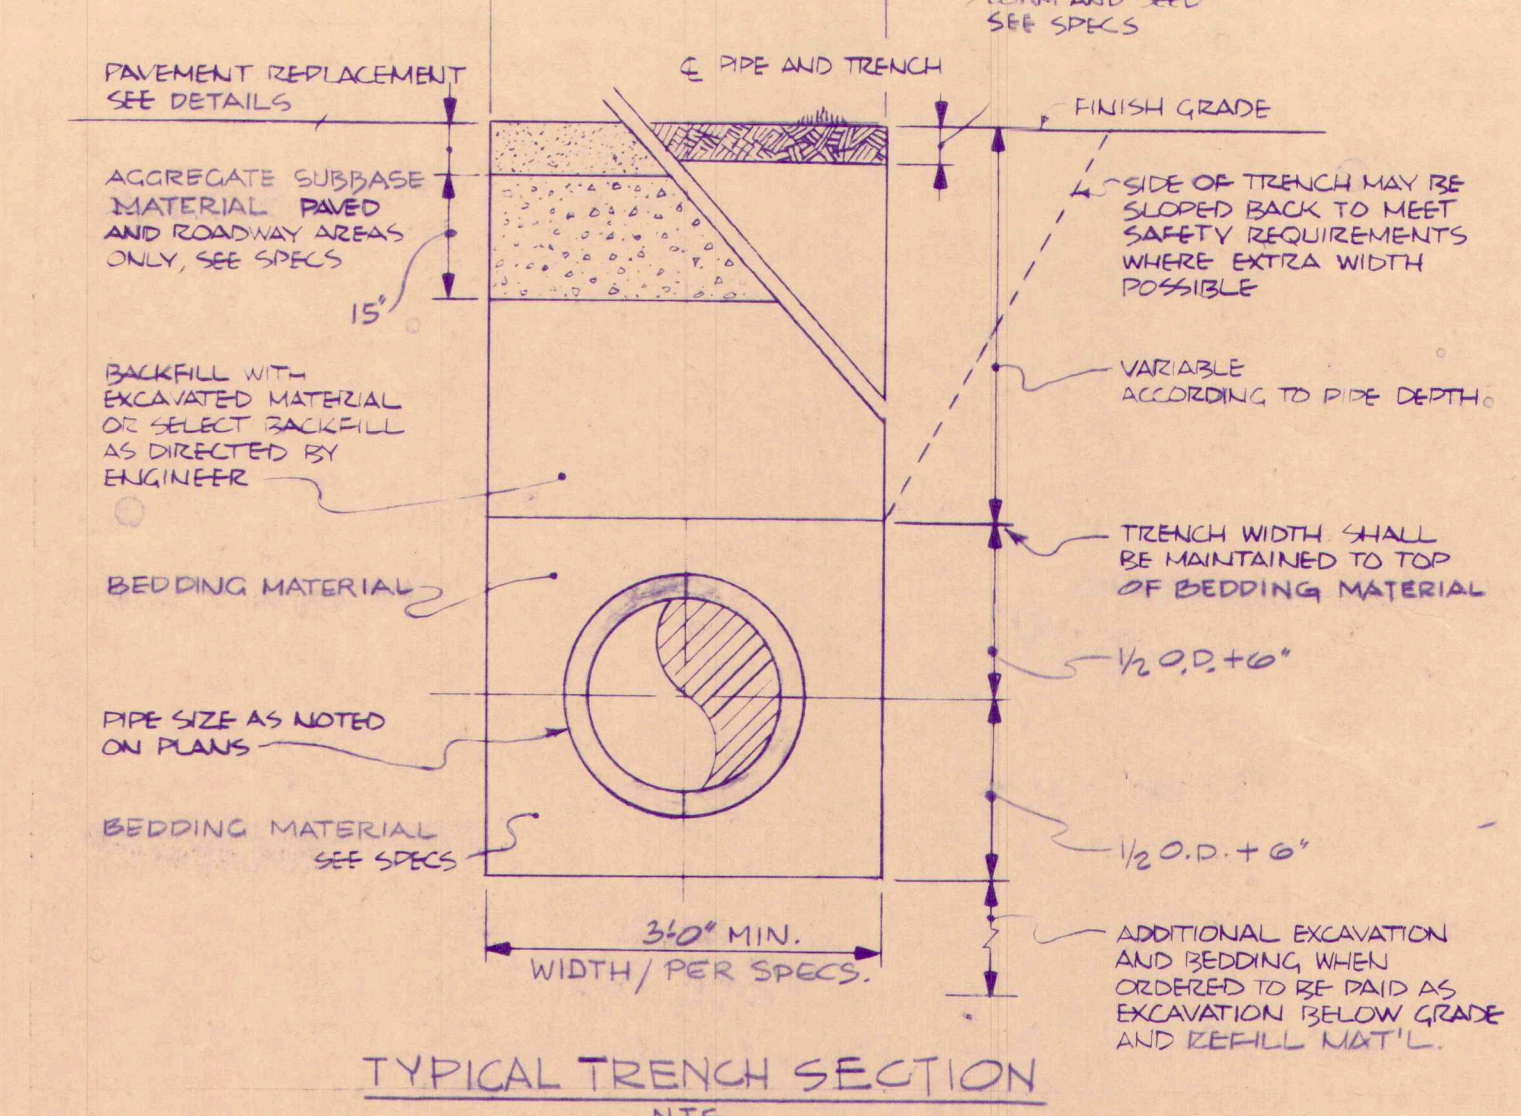 LOAM AND SEED
SEE SPECS
PAVEMENT REPLACEMENT
SEE DETAILS
℄ PIPE AND TRENCH
FINISH GRADE
AGGREGATE SUBBASE
MATERIAL PAVED
AND ROADWAY AREAS
ONLY, SEE SPECS
15"
SIDE OF TRENCH MAY BE
SLOPED BACK TO MEET
SAFETY REQUIREMENTS
WHERE EXTRA WIDTH
POSSIBLE
BACKFILL WITH
EXCAVATED MATERIAL
OR SELECT BACKFILL
AS DIRECTED BY
ENGINEER
VARIABLE
ACCORDING TO PIPE DEPTH.
TRENCH WIDTH SHALL
BE MAINTAINED TO TOP
OF BEDDING MATERIAL
BEDDING MATERIAL
1/2 O.D. + 6"
PIPE SIZE AS NOTED
ON PLANS
BEDDING MATERIAL
SEE SPECS
1/2 O.D. + 6"
3'-0" MIN.
WIDTH / PER SPECS.
ADDITIONAL EXCAVATION
AND BEDDING WHEN
ORDERED TO BE PAID AS
EXCAVATION BELOW GRADE
AND REFILL MAT'L.
TYPICAL TRENCH SECTION